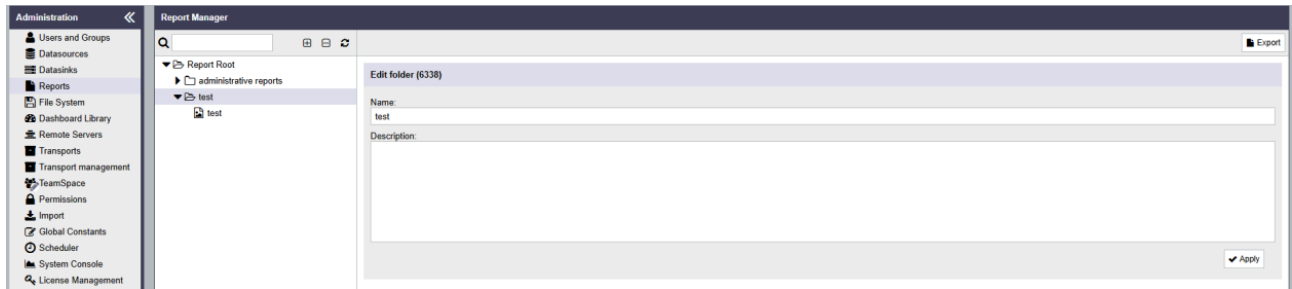 Administration
Users and Groups
Datasources
Datasinks
Reports
File System
Dashboard Library
Remote Servers
Transports
Transport management
TeamSpace
Permissions
Import
Global Constants
Scheduler
System Console
License Management
Report Manager
Report Root
administrative reports
test
test
Export
Edit folder (6338)
Name:
test
Description:
Apply